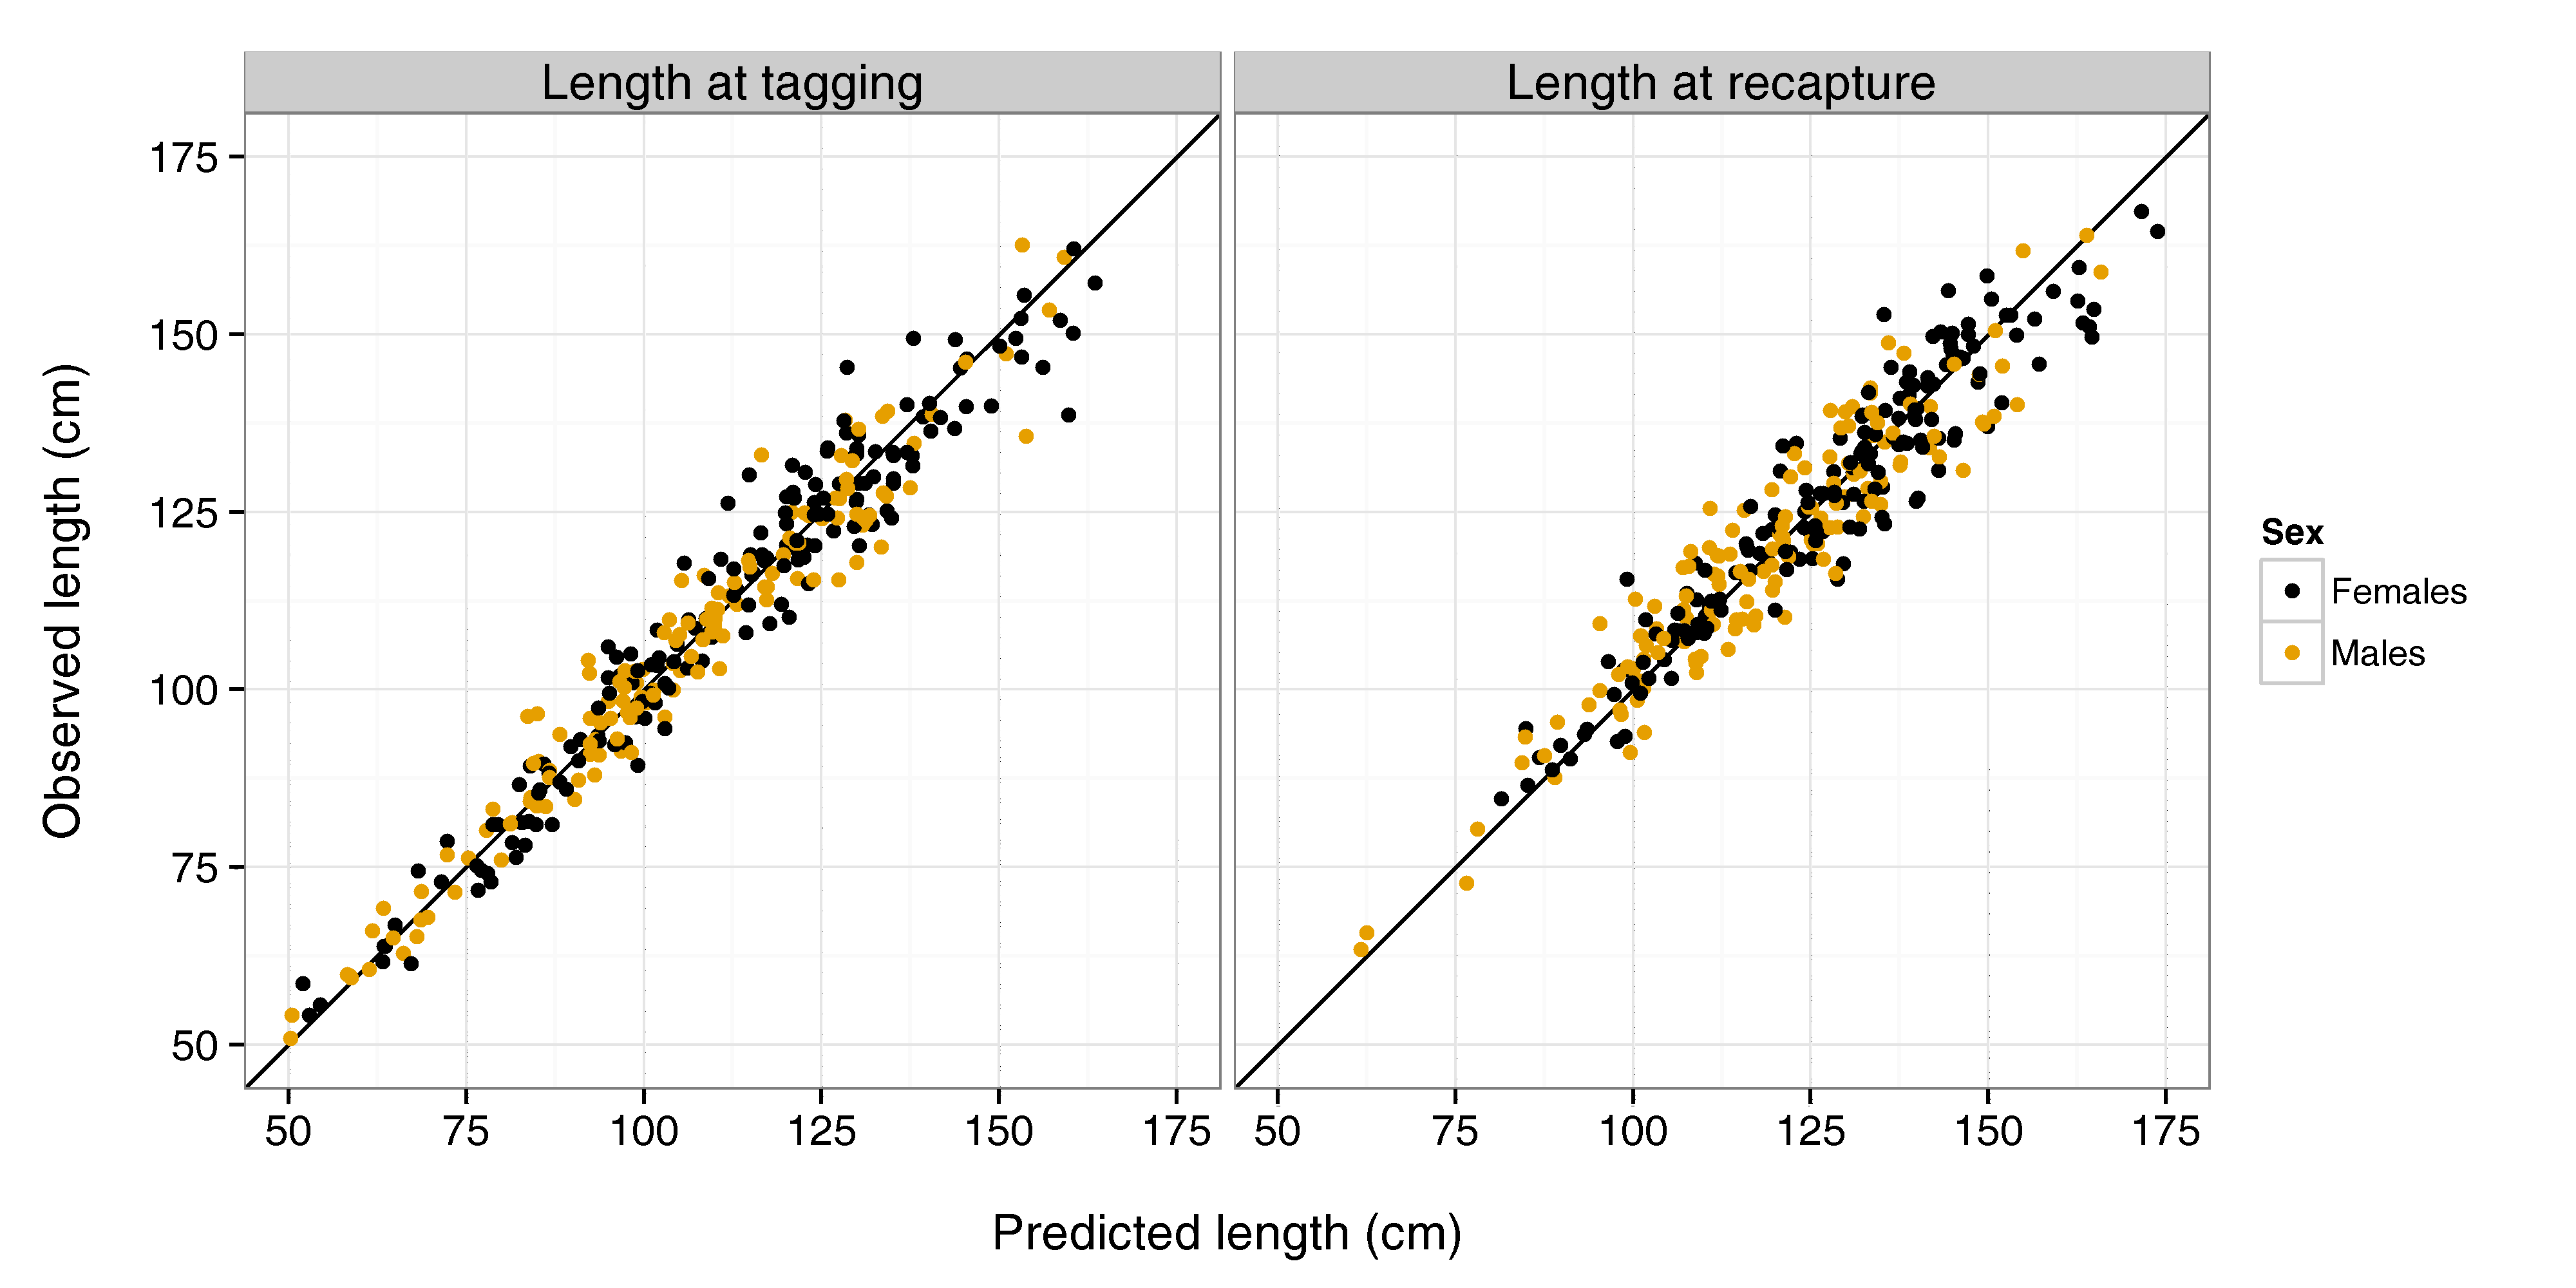 Length at tagging
Length at recapture
Observed length (cm)
175
150
125
100
75
50
50 75 100 125 150 175
50 75 100 125 150 175
Predicted length (cm)
Sex
Females
Males